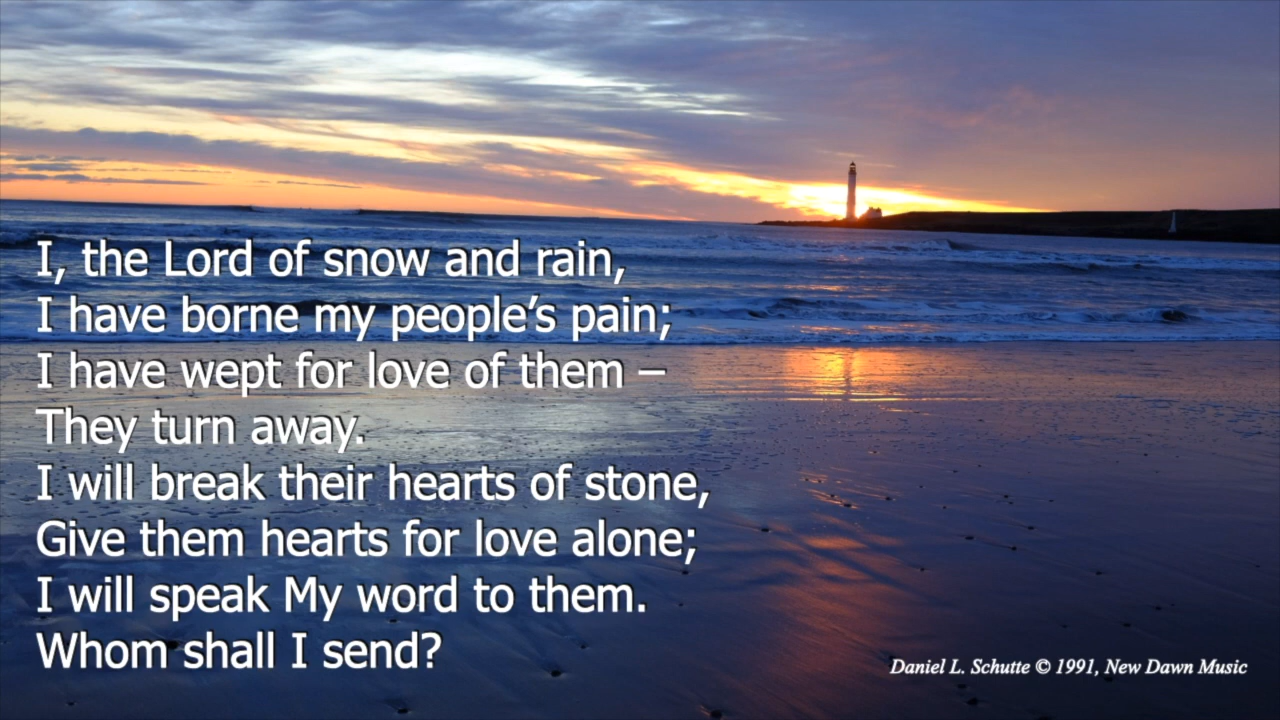 I, the Lord of snow and rain,
I have borne my people’s pain;
I have wept for love of them –
They turn away.
I will break their hearts of stone,
Give them hearts for love alone;
I will speak My word to them.
Whom shall I send?
Daniel L. Schutte © 1991, New Dawn Music